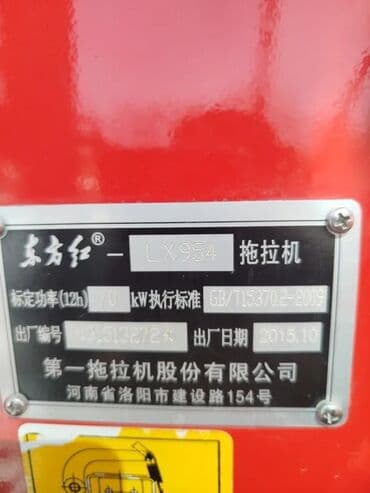 东方红® - LX954 拖拉机
标定功率(12h) 70 kW 执行标准 GB/T15370.2-2009
出厂编号 出厂日期 2015.10
第一拖拉机股份有限公司
河南省洛阳市建设路154号